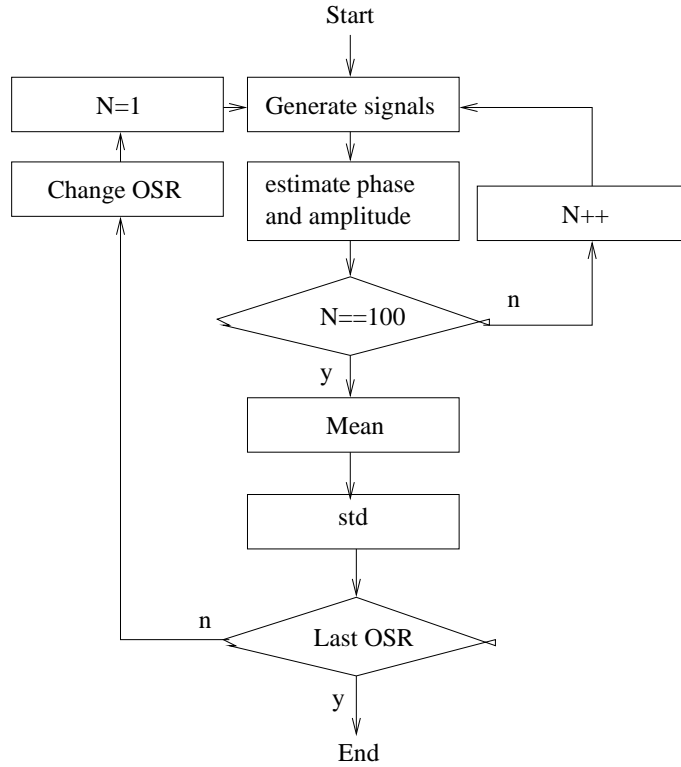 Start
N=1
Generate signals
Change OSR
estimate phase
and amplitude
N++
N==100
n
y
Mean
std
n
Last OSR
y
End